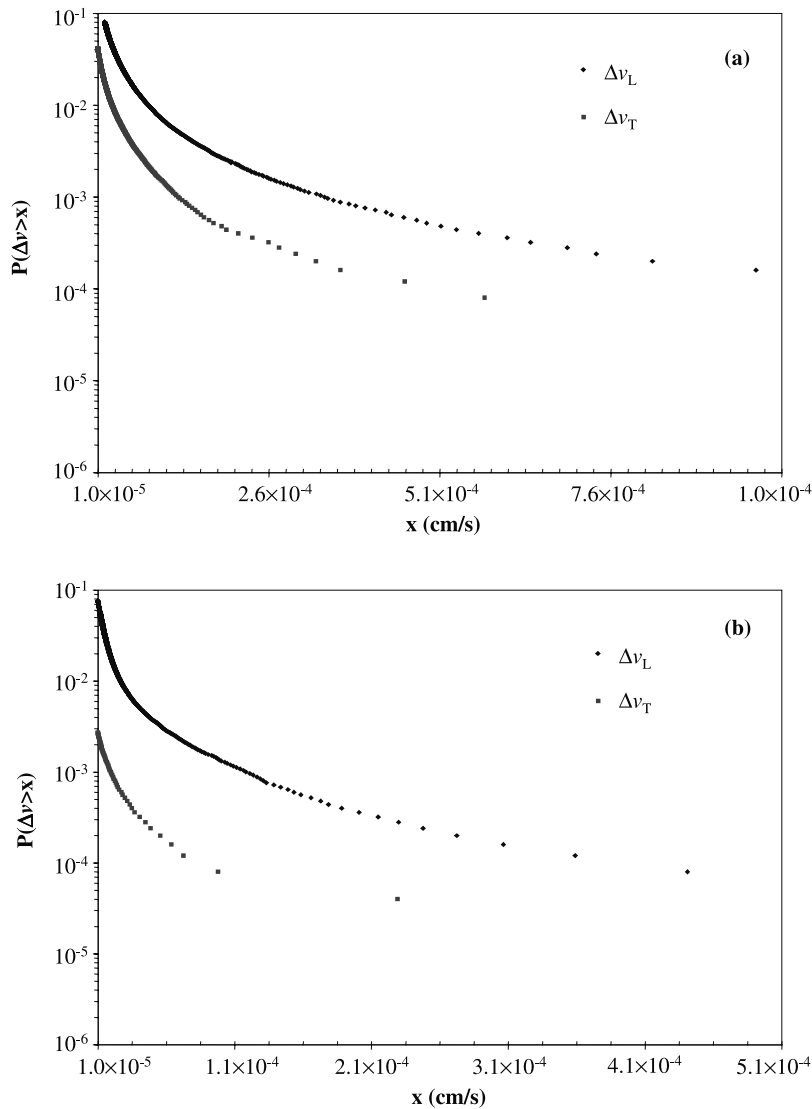 10⁻¹
(a)
Δv_L
10⁻²
Δv_T
10⁻³
P(Δv>x)
10⁻⁴
10⁻⁵
10⁻⁶
1.0×10⁻⁵ 2.6×10⁻⁴ 5.1×10⁻⁴ 7.6×10⁻⁴ 1.0×10⁻⁴
x (cm/s)
10⁻¹
(b)
Δv_L
10⁻²
Δv_T
10⁻³
P(Δv>x)
10⁻⁴
10⁻⁵
10⁻⁶
1.0×10⁻⁵ 1.1×10⁻⁴ 2.1×10⁻⁴ 3.1×10⁻⁴ 4.1×10⁻⁴ 5.1×10⁻⁴
x (cm/s)